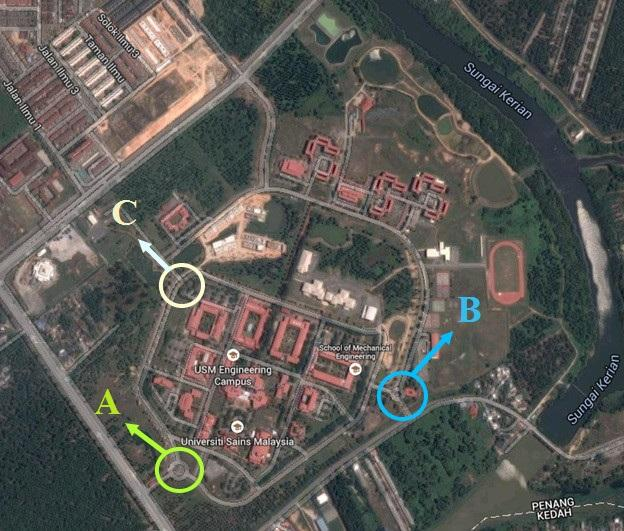 Solok Ilmu 3
Taman Ilmu
Jalan Ilmu 3
Jalan Ilmu 1
Sungai Kerian
C
B
School of Mechanical
Engineering
USM Engineering
Campus
A
Universiti Sains Malaysia
Sungai Kerian
PENANG
KEDAH